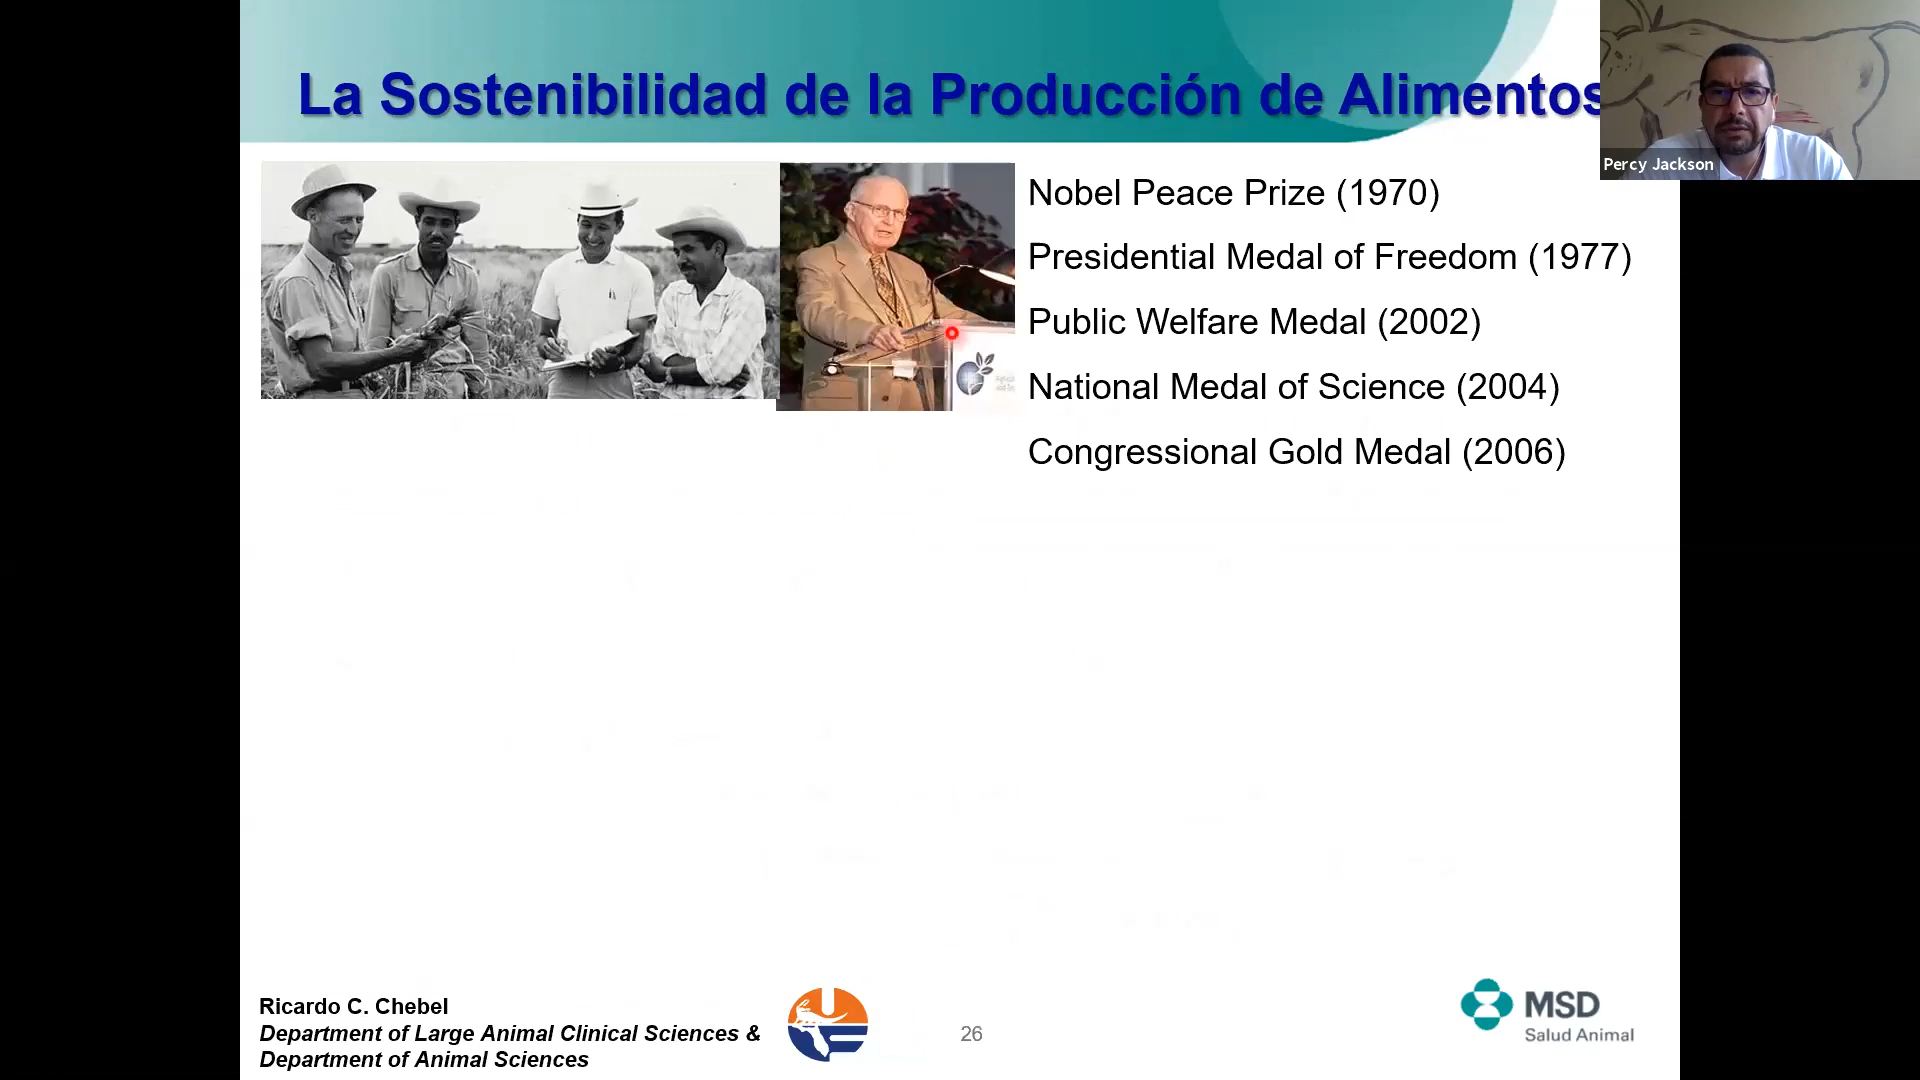 La Sostenibilidad de la Producción de Alimentos
Percy Jackson
Nobel Peace Prize (1970)
Presidential Medal of Freedom (1977)
Public Welfare Medal (2002)
National Medal of Science (2004)
Congressional Gold Medal (2006)
Ricardo C. Chebel
Department of Large Animal Clinical Sciences &
Department of Animal Sciences
UF
26
MSD
Salud Animal